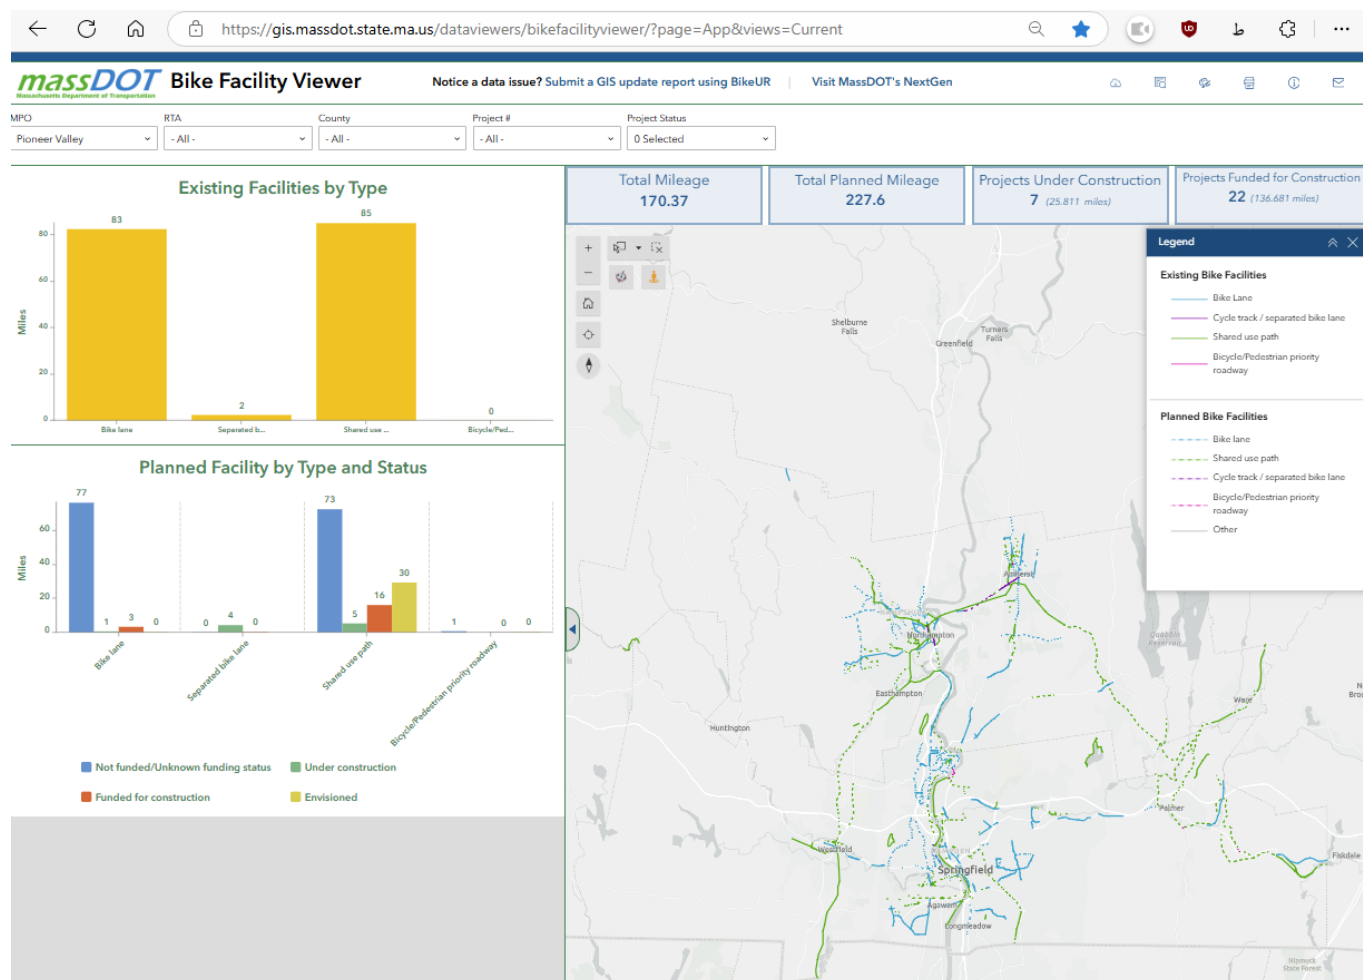 https://gis.massdot.state.ma.us/dataviewers/bikefacilityviewer/?page=App&views=Current
massDOT
Massachusetts Department of Transportation
Bike Facility Viewer
Notice a data issue? Submit a GIS update report using BikeUR | Visit MassDOT's NextGen
MPO RTA County Project # Project Status
Pioneer Valley - All - - All - - All - 0 Selected
Existing Facilities by Type
83
2
85
0
80
60
40
20
0
Miles
Bike lane Separated b... Shared use ... Bicycle/Ped...
Planned Facility by Type and Status
77 1 3 0
0 4 0
73 5 16 30
1 0 0
60
40
20
0
Miles
Bike lane
Separated bike lane
Shared use path
Bicycle/Pedestrian priority roadway
Not funded/Unknown funding status Under construction
Funded for construction Envisioned
Total Mileage
170.37
Total Planned Mileage
227.6
Projects Under Construction
7 (25.811 miles)
Projects Funded for Construction
22 (136.681 miles)
+
−
Legend
Existing Bike Facilities
Bike Lane
Cycle track / separated bike lane
Shared use path
Bicycle/Pedestrian priority
roadway
Planned Bike Facilities
Bike lane
Shared use path
Cycle track / separated bike lane
Bicycle/Pedestrian priority
roadway
Other
Shelburne
Falls
Turners
Falls
Greenfield
Amherst
Northampton
Quabbin
Reservoir
Easthampton
Huntington
Ware
Palmer
Westfield
Springfield
Fiskdale
Agawam
Longmeadow
Nipmuck
State Forest